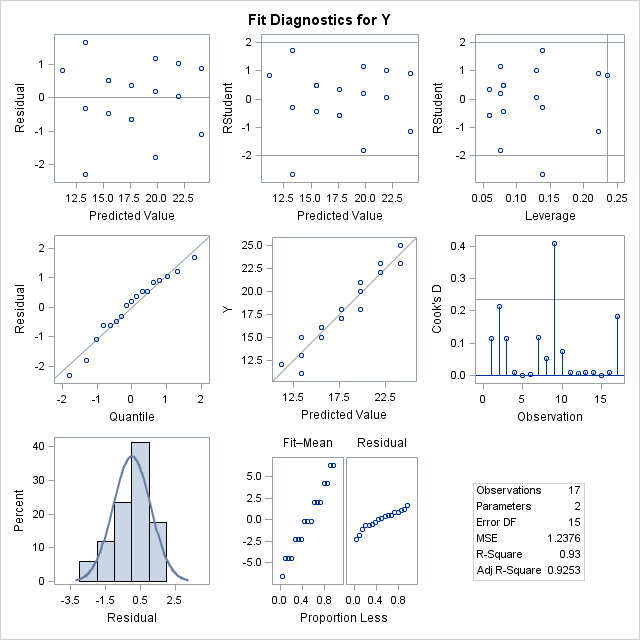 Fit Diagnostics for Y
Residual
1
0
-1
-2
12.5 15.0 17.5 20.0 22.5
Predicted Value
RStudent
2
1
0
-1
-2
12.5 15.0 17.5 20.0 22.5
Predicted Value
RStudent
2
1
0
-1
-2
0.05 0.10 0.15 0.20 0.25
Leverage
Residual
2
1
0
-1
-2
-2 -1 0 1 2
Quantile
Y
25.0
22.5
20.0
17.5
15.0
12.5
12.5 17.5 22.5
Predicted Value
Cook's D
0.4
0.3
0.2
0.1
0.0
0 5 10 15
Observation
Percent
40
30
20
10
0
-3.5 -1.5 0.5 2.5
Residual
Fit–Mean Residual
5.0
2.5
0.0
-2.5
-5.0
0.0 0.4 0.8 0.0 0.4 0.8
Proportion Less
Observations 17
Parameters 2
Error DF 15
MSE 1.2376
R-Square 0.93
Adj R-Square 0.9253